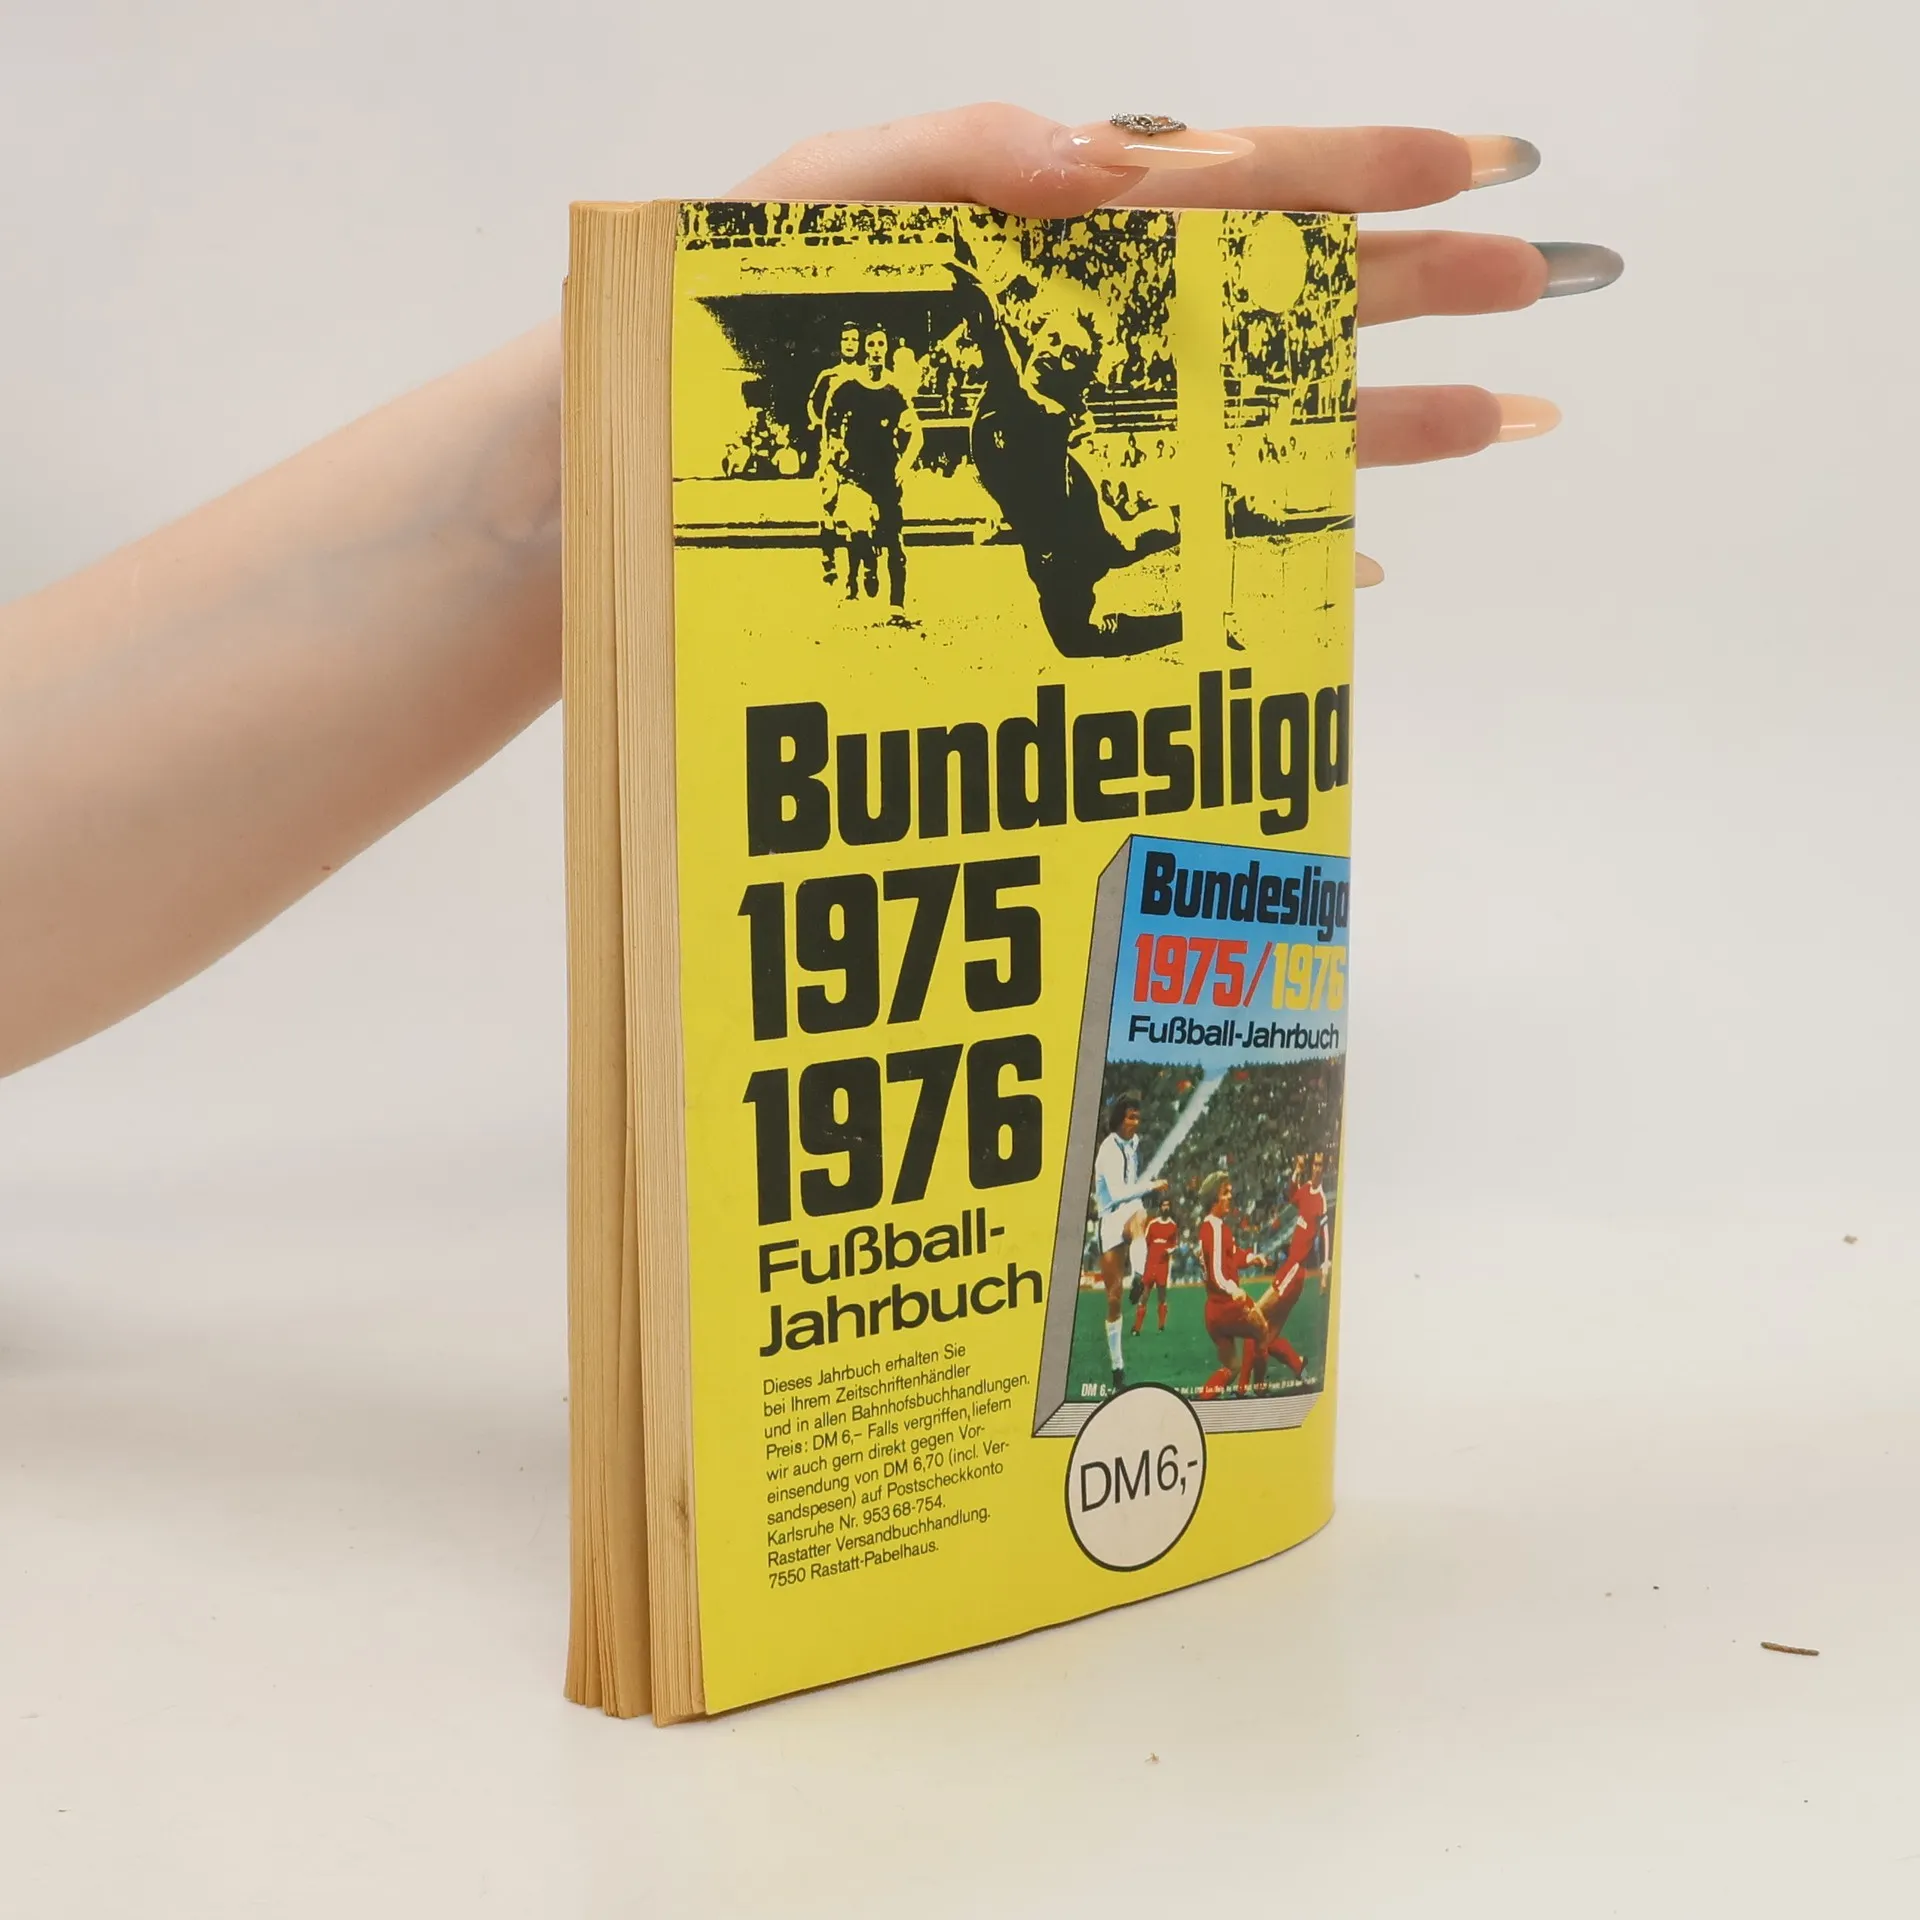 Bundesliga
1975
1976
Fußball-
Jahrbuch
Dieses Jahrbuch erhalten Sie
bei Ihrem Zeitschriftenhändler
und in allen Bahnhofsbuchhandlungen.
Preis: DM 6,– Falls vergriffen, liefern
wir auch gern direkt gegen Vor-
einsendung von DM 6,70 (incl. Ver-
sandspesen) auf Postscheckkonto
Karlsruhe Nr. 953 68-754.
Rastatter Versandbuchhandlung.
7550 Rastatt-Pabelhaus.
Bundesliga
1975/1976
Fußball-Jahrbuch
DM 6,-
DM 6,-